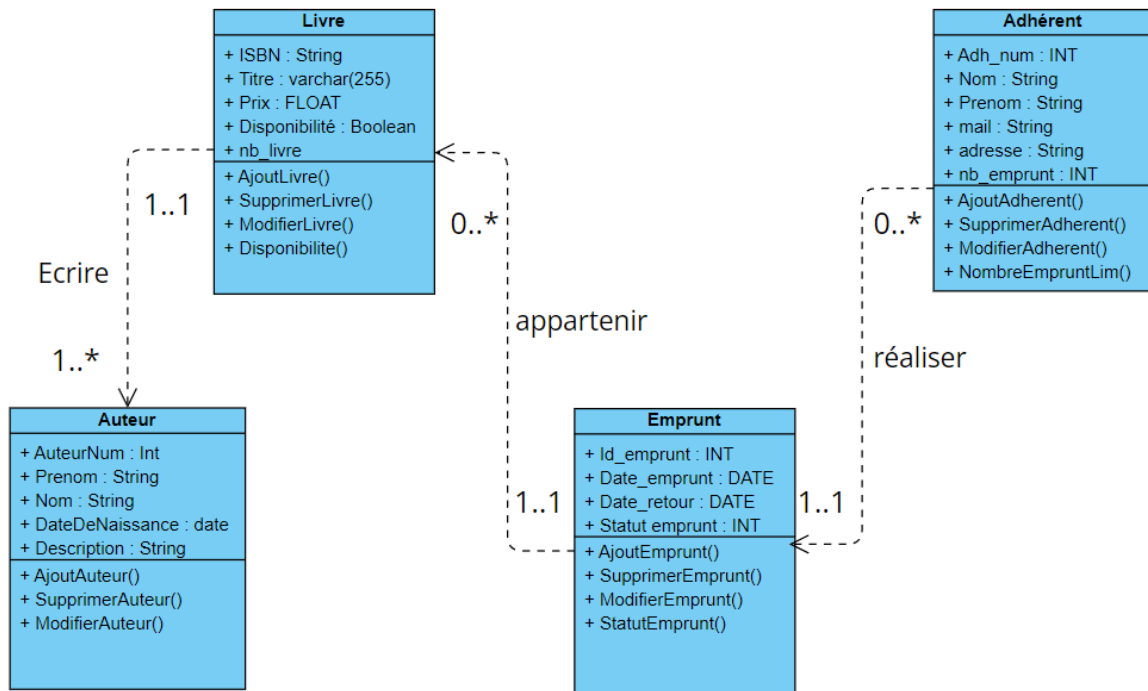 Livre
+ ISBN : String
+ Titre : varchar(255)
+ Prix : FLOAT
+ Disponibilité : Boolean
+ nb_livre
+ AjoutLivre()
+ SupprimerLivre()
+ ModifierLivre()
+ Disponibilite()
Adhérent
+ Adh_num : INT
+ Nom : String
+ Prenom : String
+ mail : String
+ adresse : String
+ nb_emprunt : INT
+ AjoutAdherent()
+ SupprimerAdherent()
+ ModifierAdherent()
+ NombreEmpruntLim()
1..1
0..*
0..*
Ecrire
appartenir
réaliser
1..*
1..1
1..1
Auteur
+ AuteurNum : Int
+ Prenom : String
+ Nom : String
+ DateDeNaissance : date
+ Description : String
+ AjoutAuteur()
+ SupprimerAuteur()
+ ModifierAuteur()
Emprunt
+ Id_emprunt : INT
+ Date_emprunt : DATE
+ Date_retour : DATE
+ Statut emprunt : INT
+ AjoutEmprunt()
+ SupprimerEmprunt()
+ ModifierEmprunt()
+ StatutEmprunt()